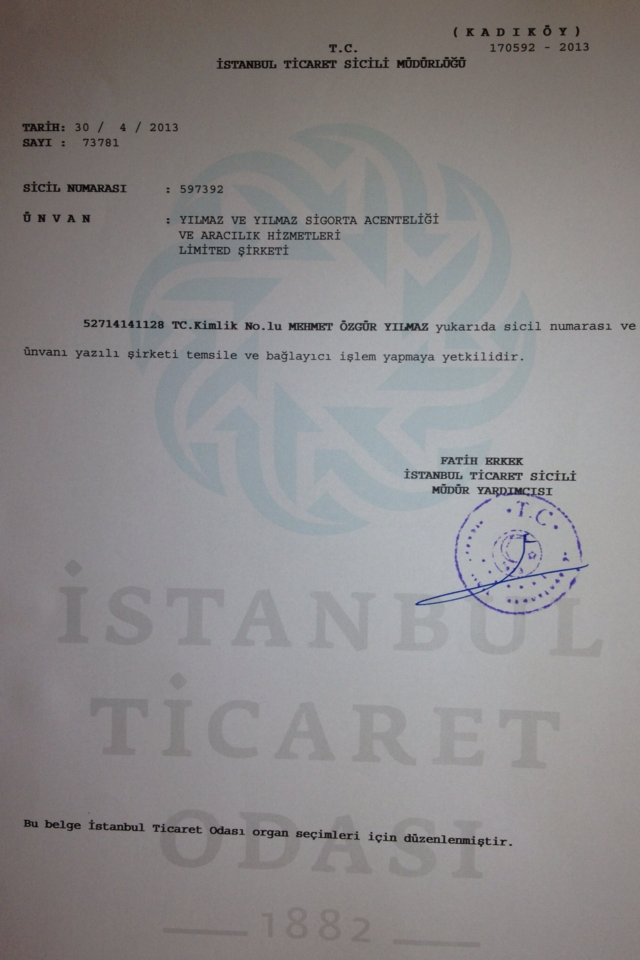 ( K A D I K Ö Y )
T.C.
170592 - 2013
İSTANBUL TİCARET SİCİLİ MÜDÜRLÜĞÜ
TARİH: 30 / 4 / 2013
SAYI : 73781
SİCİL NUMARASI : 597392
Ü N V A N : YILMAZ VE YILMAZ SİGORTA ACENTELİĞİ
VE ARACILIK HİZMETLERİ
LİMİTED ŞİRKETİ
52714141128 TC.Kimlik No.lu MEHMET ÖZGÜR YILMAZ yukarıda sicil numarası ve
ünvanı yazılı şirketi temsile ve bağlayıcı işlem yapmaya yetkilidir.
FATİH ERKEK
İSTANBUL TİCARET SİCİLİ
MÜDÜR YARDIMCISI
T.C.
İSTANBUL
TİCARET
ODASI
Bu belge İstanbul Ticaret Odası organ seçimleri için düzenlenmiştir.
1882